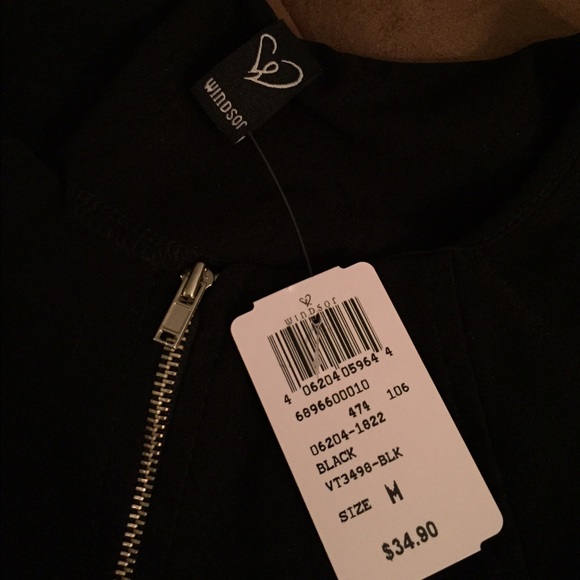 WINDSOR
WINDSOR
4 06204 05964 4
6896600010
474 106
06204-1822
BLACK
VT3498-BLK
SIZE M
$34.90